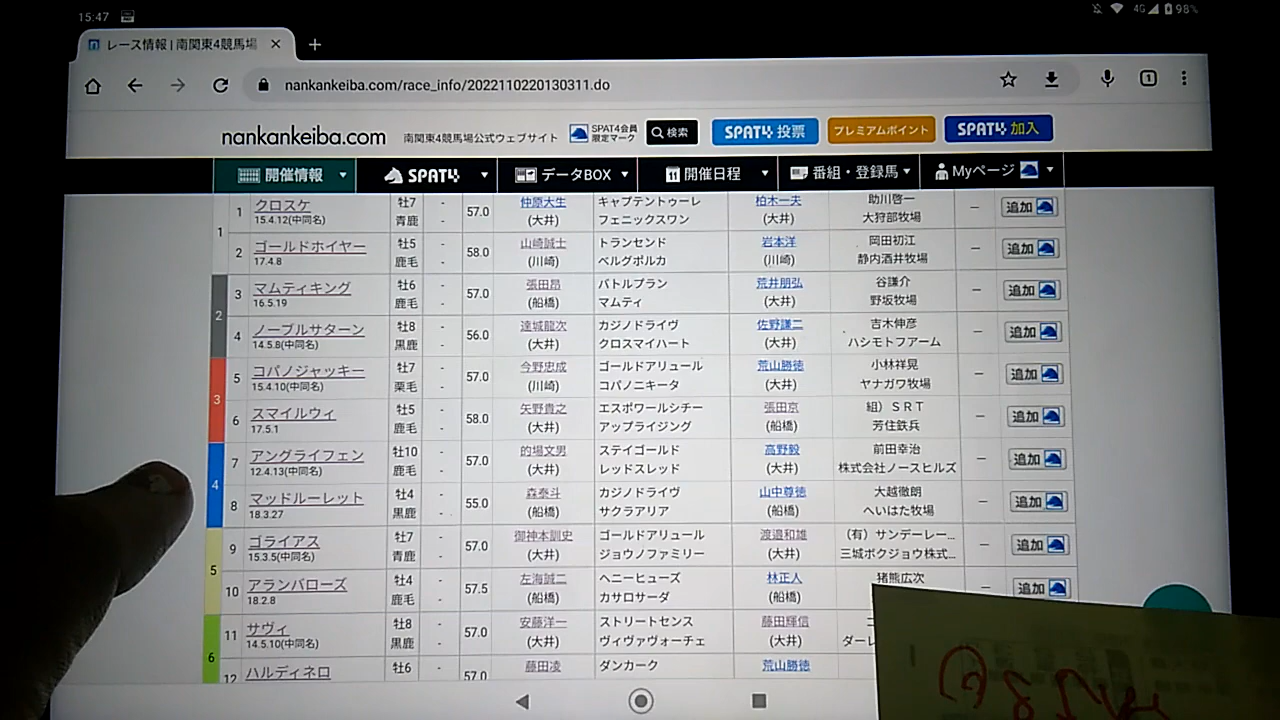 15:47
4G 98%
レース情報 | 南関東4競馬場
nankankeiba.com/race_info/2022110220130311.do
1
nankankeiba.com 南関東4競馬場公式ウェブサイト SPAT4会員限定マーク 検索 SPAT4 投票 プレミアムポイント SPAT4 加入
開催情報 SPAT4 データBOX 開催日程 番組・登録馬 Myページ
1 1 クロスケ 牡7 - 57.0 仲原大生 キャプテントゥーレ 柏木一夫 助川啓一 － 追加
15.4.12(中同名) 青鹿 - (大井) フェニックスワン (大井) 大狩部牧場
2 ゴールドホイヤー 牡5 - 58.0 山崎誠士 トランセンド 岩本洋 岡田初江 － 追加
17.4.8 鹿毛 - (川崎) ベルグポルカ (川崎) 静内酒井牧場
2 3 マムティキング 牡6 - 57.0 張田昂 バトルプラン 荒井朋弘 谷謙介 － 追加
16.5.19 鹿毛 - (船橋) マムティ (大井) 野坂牧場
4 ノーブルサターン 牡8 - 56.0 達城龍次 カジノドライヴ 佐野謙二 吉木伸彦 － 追加
14.5.8(中同名) 黒鹿 - (大井) クロスマイハート (大井) ハシモトフアーム
3 5 コパノジャッキー 牡7 - 57.0 今野忠成 ゴールドアリュール 荒山勝徳 小林祥晃 － 追加
15.4.10(中同名) 栗毛 - (川崎) コパノニキータ (大井) ヤナガワ牧場
6 スマイルウィ 牡5 - 58.0 矢野貴之 エスポワールシチー 張田京 組）ＳＲＴ － 追加
17.5.1 鹿毛 - (大井) アップライジング (船橋) 芳住鉄兵
4 7 アングライフェン 牡10 - 57.0 的場文男 ステイゴールド 高野毅 前田幸治 － 追加
12.4.13(中同名) 鹿毛 - (大井) レッドスレッド (大井) 株式会社ノースヒルズ
8 マッドルーレット 牡4 - 55.0 森泰斗 カジノドライヴ 山中尊徳 大越徹朗 － 追加
18.3.27 黒鹿 - (船橋) サクラアリア (船橋) へいはた牧場
5 9 ゴライアス 牡7 - 57.0 御神本訓史 ゴールドアリュール 渡邉和雄 （有）サンデーレー… － 追加
15.3.5(中同名) 青鹿 - (大井) ジョウノファミリー (大井) 三城ボクジョウ株式…
10 アランバローズ 牡4 - 57.5 左海誠二 ヘニーヒューズ 林正人 猪熊広次 － 追加
18.2.8 鹿毛 - (船橋) カサロサーダ (船橋)
6 11 サヴィ 牡8 - 57.0 安藤洋一 ストリートセンス 藤田輝信
14.5.10(中同名) 黒鹿 - (大井) ヴィヴァヴォーチェ (大井) ダーレ
12 ハルディネロ 牡6 - 57.0 藤田凌 ダンカーク 荒山勝徳